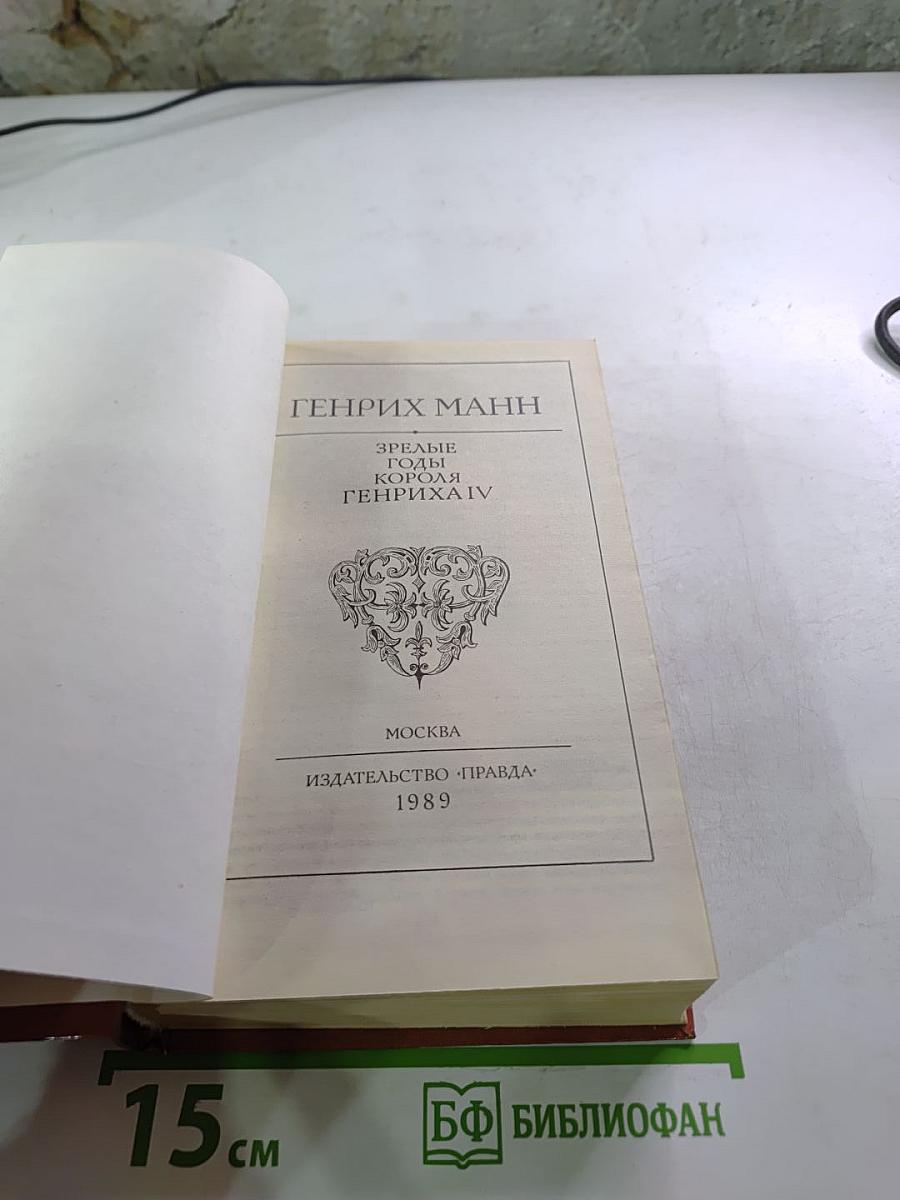 ГЕНРИХ МАНН
ЗРЕЛЫЕ
ГОДЫ
КОРОЛЯ
ГЕНРИХА IV
МОСКВА
ИЗДАТЕЛЬСТВО «ПРАВДА»
1989
15 см
БФ БИБЛИОФАН